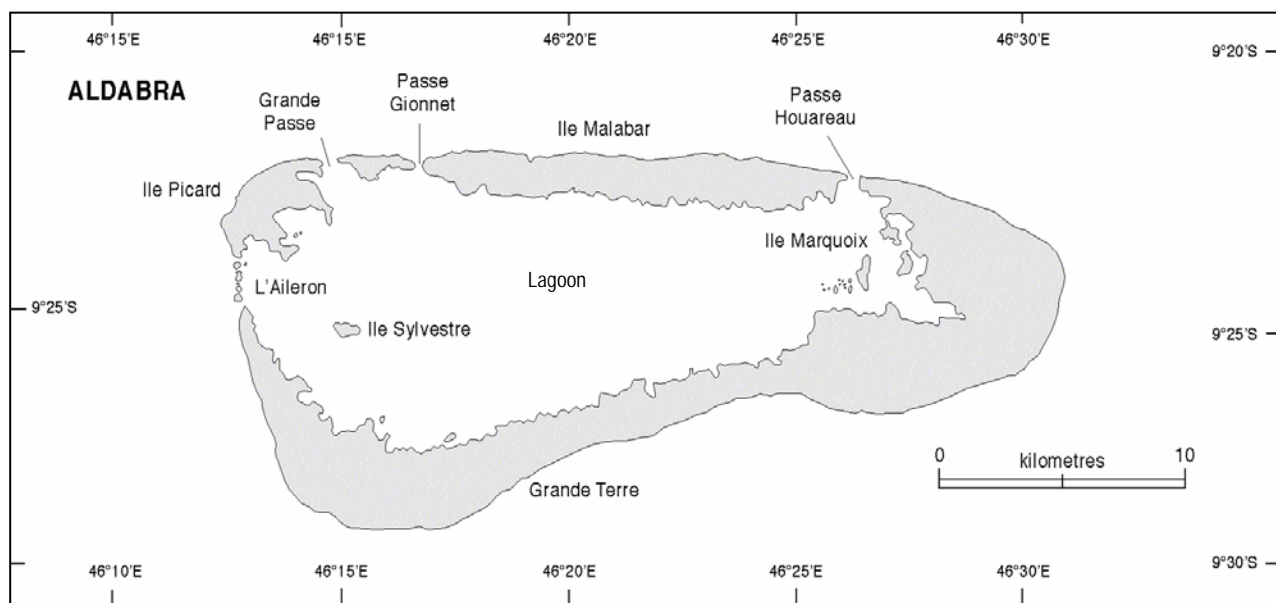 46°15'E 46°15'E 46°20'E 46°25'E 46°30'E
9°20'S
ALDABRA
Grande
Passe
Passe
Gionnet
Ile Malabar
Passe
Houareau
Ile Picard
Ile Marquoix
L'Aileron
Lagoon
9°25'S
Ile Sylvestre
9°25'S
0 kilometres 10
Grande Terre
9°30'S
46°10'E 46°15'E 46°20'E 46°25'E 46°30'E